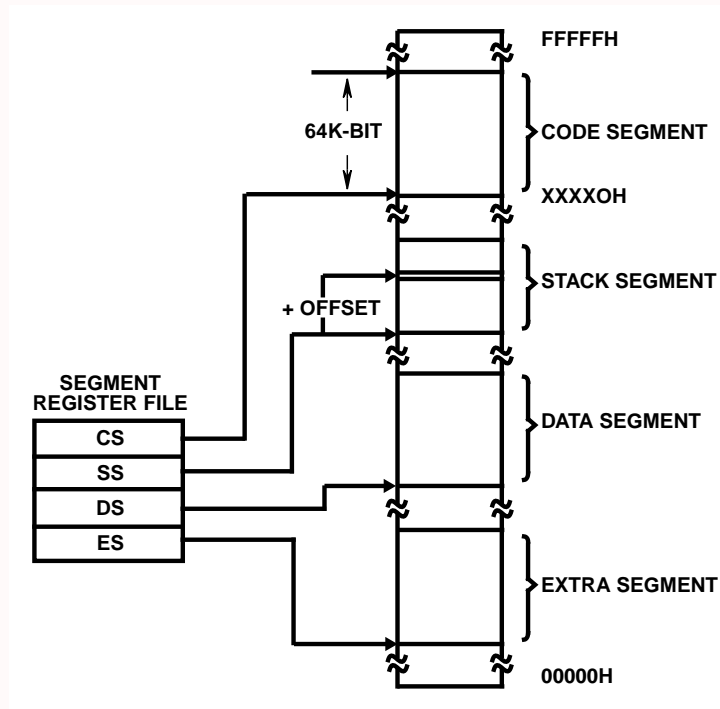 FFFFFH
64K-BIT
CODE SEGMENT
XXXXOH
STACK SEGMENT
+ OFFSET
SEGMENT
REGISTER FILE
CS
SS
DS
ES
DATA SEGMENT
EXTRA SEGMENT
00000H